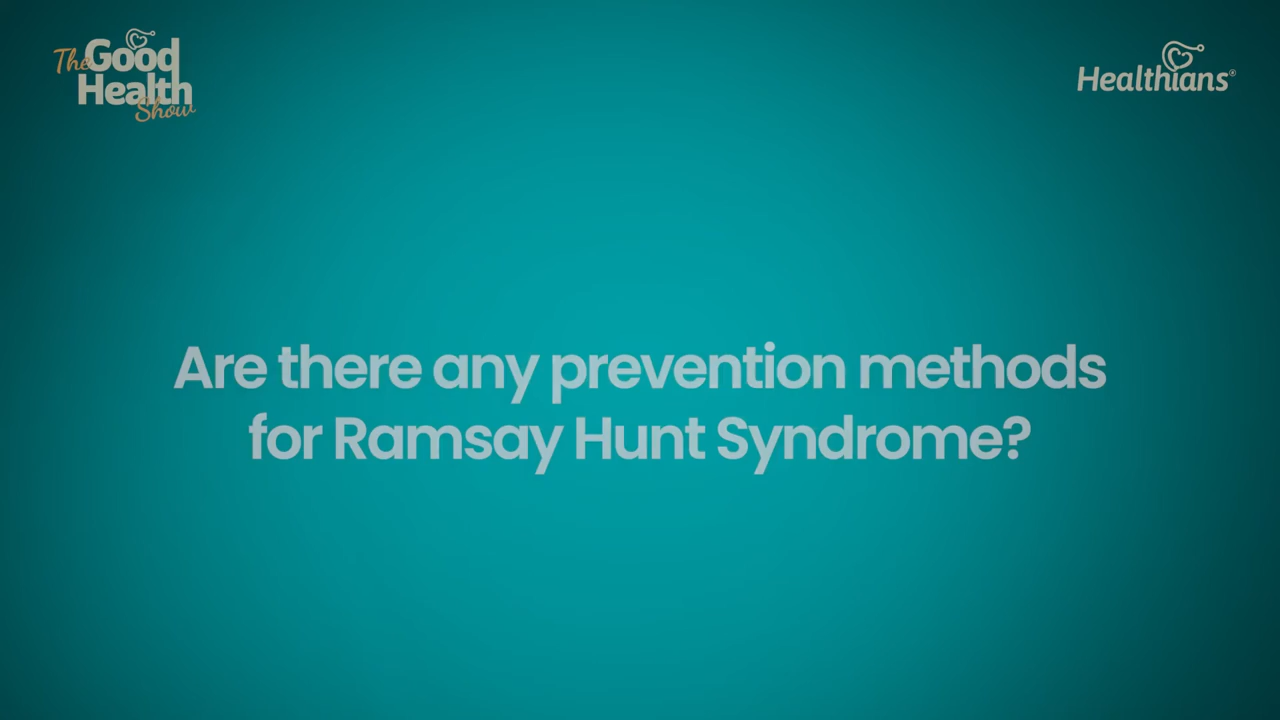 The Good
Health
Show
Healthians®
Are there any prevention methods
for Ramsay Hunt Syndrome?